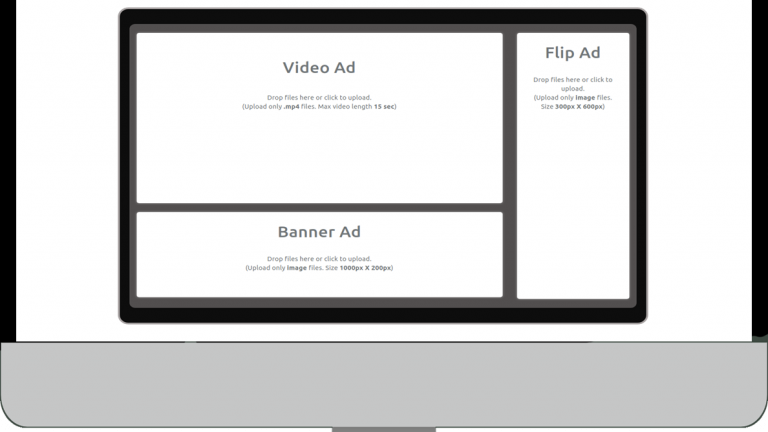 Video Ad
Drop files here or click to upload.
(Upload only .mp4 files. Max video length 15 sec)
Flip Ad
Drop files here or click to
upload.
(Upload only image files.
Size 300px X 600px)
Banner Ad
Drop files here or click to upload.
(Upload only image files. Size 1000px X 200px)